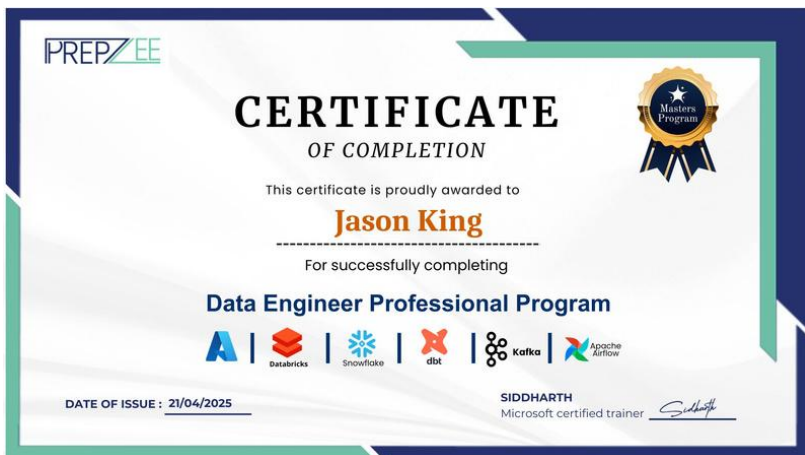 PREPZEE
Masters
Program
CERTIFICATE
OF COMPLETION
This certificate is proudly awarded to
Jason King
For successfully completing
Data Engineer Professional Program
Databricks
Snowflake
dbt
Kafka
Apache
Airflow
DATE OF ISSUE : 21/04/2025
SIDDHARTH
Microsoft certified trainer
Siddharth